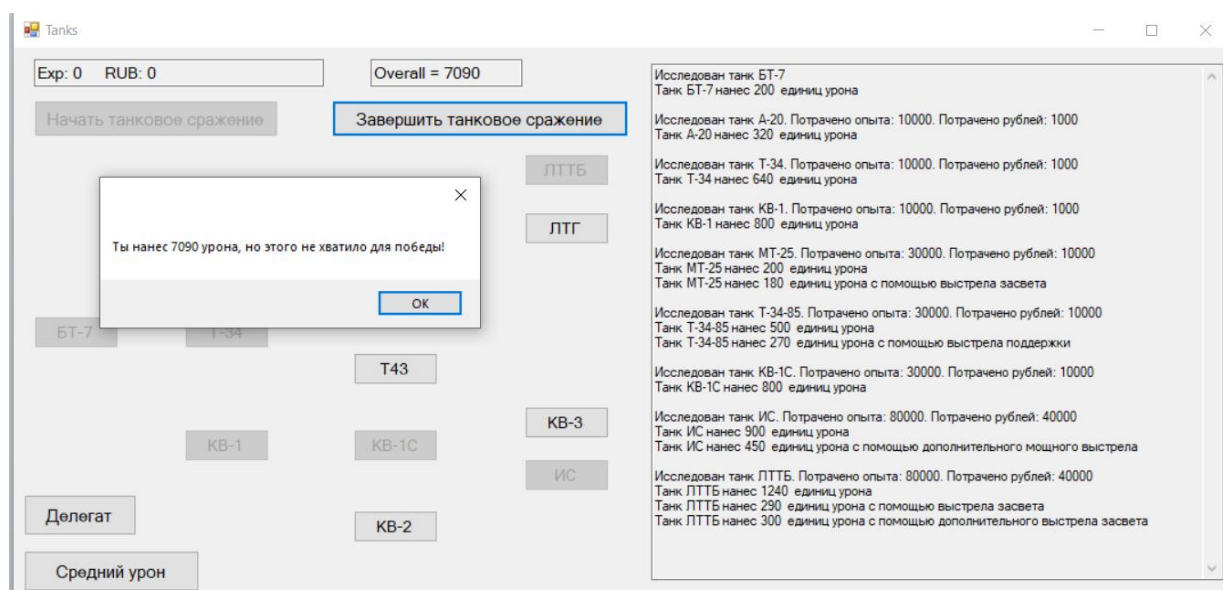 Tanks
Exp: 0 RUB: 0
Overall = 7090
Начать танковое сражение
Завершить танковое сражение
ЛТТБ
ЛТГ
Ты нанес 7090 урона, но этого не хватило для победы!
OK
БТ-7
Т-34
Т43
КВ-3
КВ-1
КВ-1С
ИС
Делегат
КВ-2
Средний урон
Исследован танк БТ-7
Танк БТ-7 нанес 200 единиц урона
Исследован танк А-20. Потрачено опыта: 10000. Потрачено рублей: 1000
Танк А-20 нанес 320 единиц урона
Исследован танк Т-34. Потрачено опыта: 10000. Потрачено рублей: 1000
Танк Т-34 нанес 640 единиц урона
Исследован танк КВ-1. Потрачено опыта: 10000. Потрачено рублей: 1000
Танк КВ-1 нанес 800 единиц урона
Исследован танк МТ-25. Потрачено опыта: 30000. Потрачено рублей: 10000
Танк МТ-25 нанес 200 единиц урона
Танк МТ-25 нанес 180 единиц урона с помощью выстрела засвета
Исследован танк Т-34-85. Потрачено опыта: 30000. Потрачено рублей: 10000
Танк Т-34-85 нанес 500 единиц урона
Танк Т-34-85 нанес 270 единиц урона с помощью выстрела поддержки
Исследован танк КВ-1С. Потрачено опыта: 30000. Потрачено рублей: 10000
Танк КВ-1С нанес 800 единиц урона
Исследован танк ИС. Потрачено опыта: 80000. Потрачено рублей: 40000
Танк ИС нанес 900 единиц урона
Танк ИС нанес 450 единиц урона с помощью дополнительного мощного выстрела
Исследован танк ЛТТБ. Потрачено опыта: 80000. Потрачено рублей: 40000
Танк ЛТТБ нанес 1240 единиц урона
Танк ЛТТБ нанес 290 единиц урона с помощью выстрела засвета
Танк ЛТТБ нанес 300 единиц урона с помощью дополнительного выстрела засвета